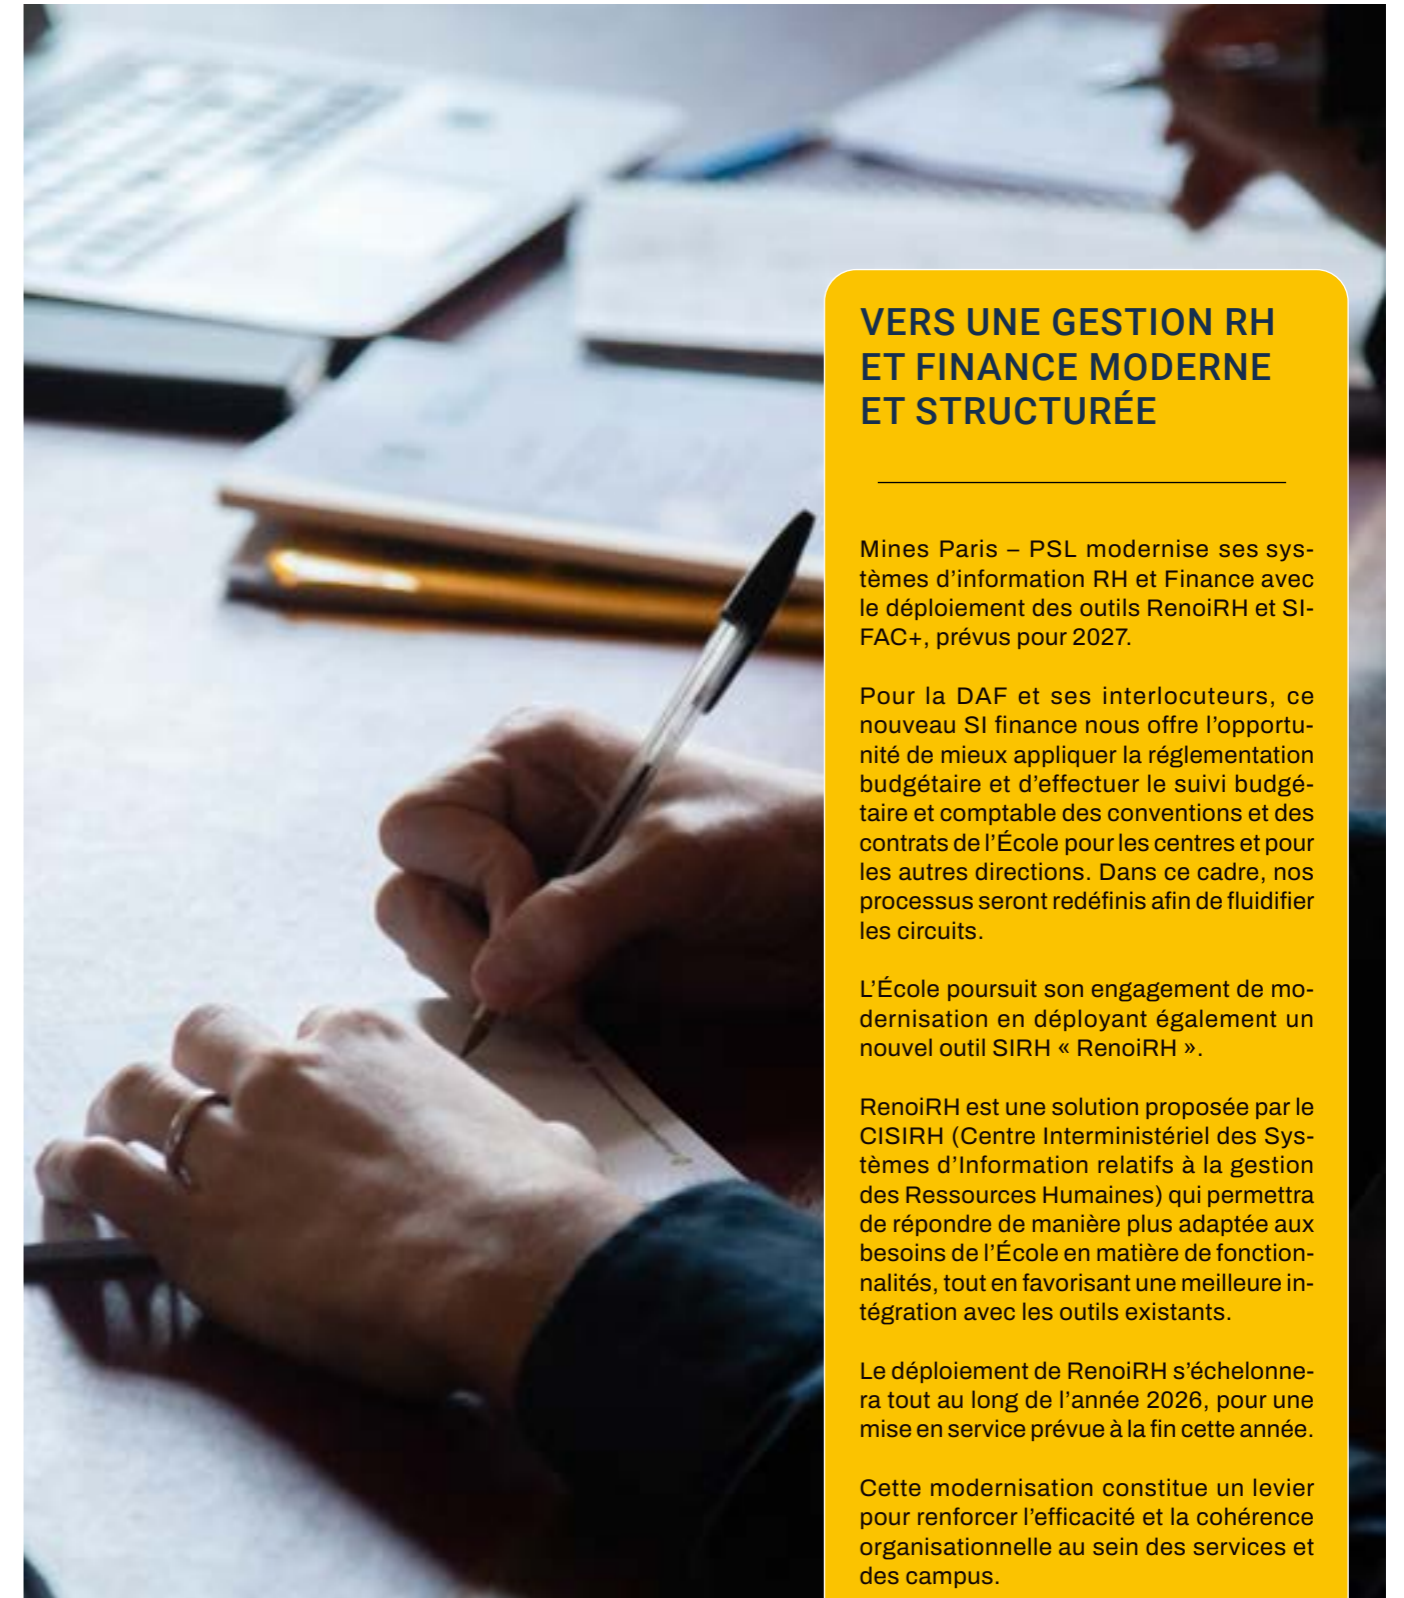 VERS UNE GESTION RH
ET FINANCE MODERNE
ET STRUCTURÉE
Mines Paris – PSL modernise ses sys-
tèmes d’information RH et Finance avec
le déploiement des outils RenoiRH et SI-
FAC+, prévus pour 2027.
Pour la DAF et ses interlocuteurs, ce
nouveau SI finance nous offre l’opportu-
nité de mieux appliquer la réglementation
budgétaire et d’effectuer le suivi budgé-
taire et comptable des conventions et des
contrats de l’École pour les centres et pour
les autres directions. Dans ce cadre, nos
processus seront redéfinis afin de fluidifier
les circuits.
L’École poursuit son engagement de mo-
dernisation en déployant également un
nouvel outil SIRH « RenoiRH ».
RenoiRH est une solution proposée par le
CISIRH (Centre Interministériel des Sys-
tèmes d’Information relatifs à la gestion
des Ressources Humaines) qui permettra
de répondre de manière plus adaptée aux
besoins de l’École en matière de fonction-
nalités, tout en favorisant une meilleure in-
tégration avec les outils existants.
Le déploiement de RenoiRH s’échelonne-
ra tout au long de l’année 2026, pour une
mise en service prévue à la fin cette année.
Cette modernisation constitue un levier
pour renforcer l’efficacité et la cohérence
organisationnelle au sein des services et
des campus.